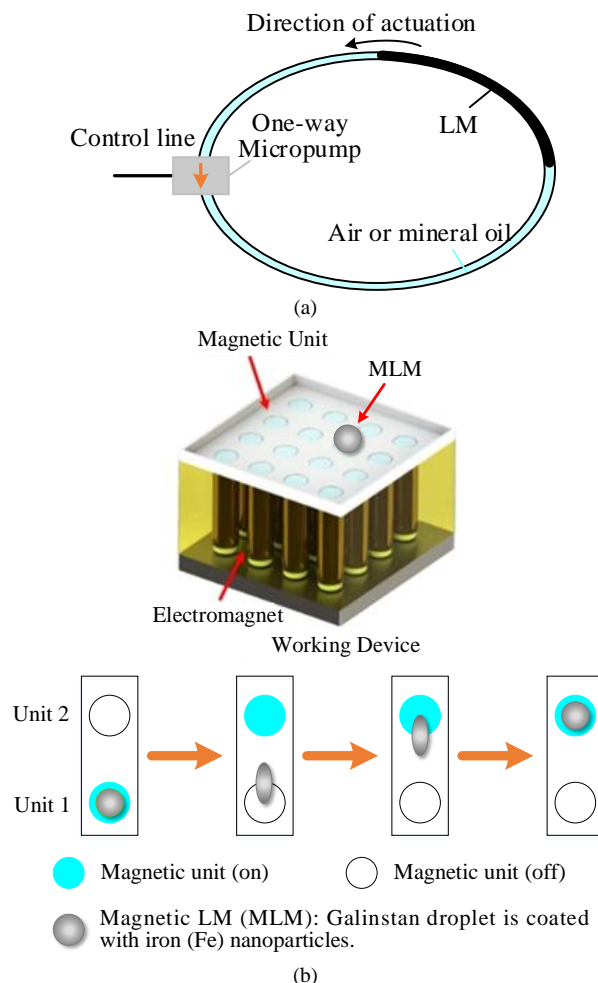 Direction of actuation
LM
Control line
One-way
Micropump
Air or mineral oil
(a)
Magnetic Unit
MLM
Electromagnet
Working Device
Unit 2
Unit 1
Magnetic unit (on)
Magnetic unit (off)
Magnetic LM (MLM): Galinstan droplet is coated
with iron (Fe) nanoparticles.
(b)